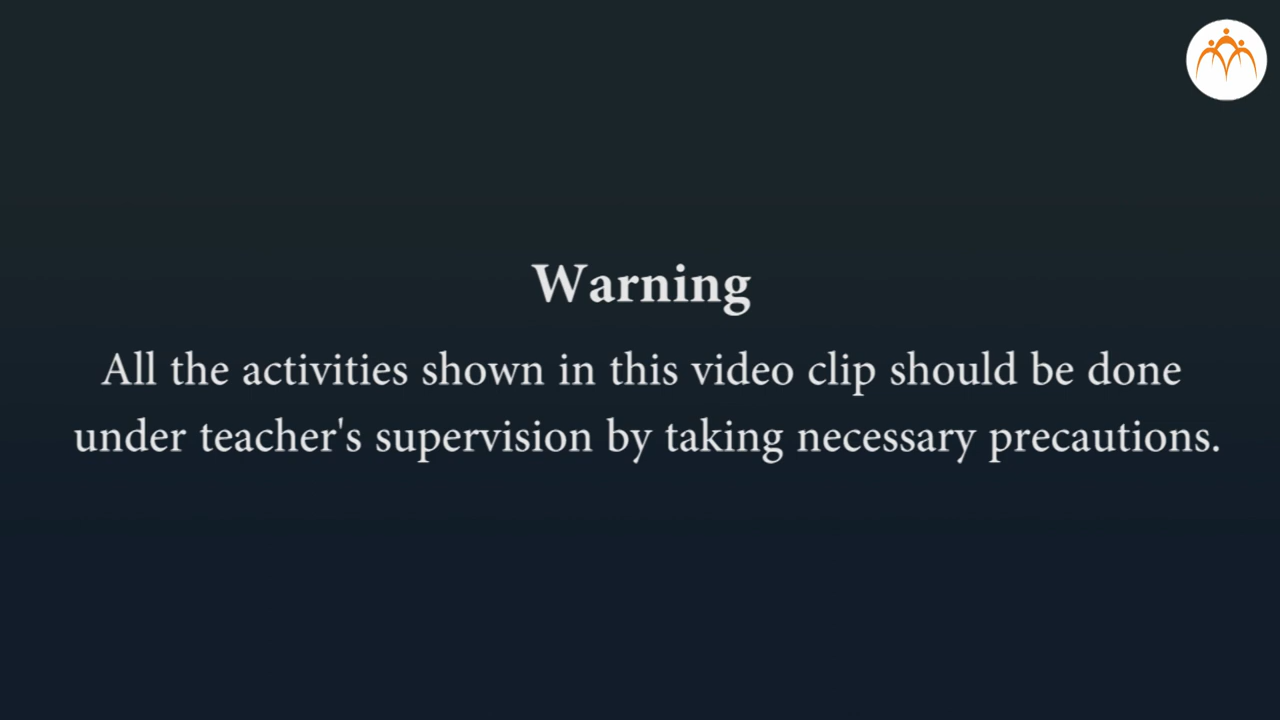 Warning
All the activities shown in this video clip should be done
under teacher's supervision by taking necessary precautions.